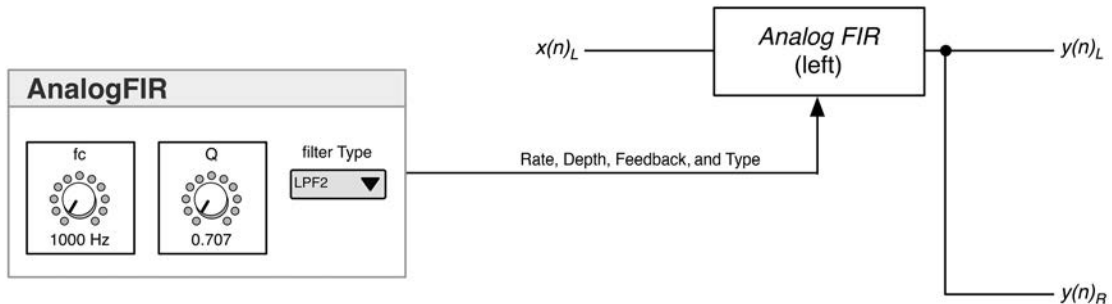 AnalogFIR
fc
1000 Hz
Q
0.707
filter Type
LPF2
Rate, Depth, Feedback, and Type
x(n)L
Analog FIR
(left)
y(n)L
y(n)R